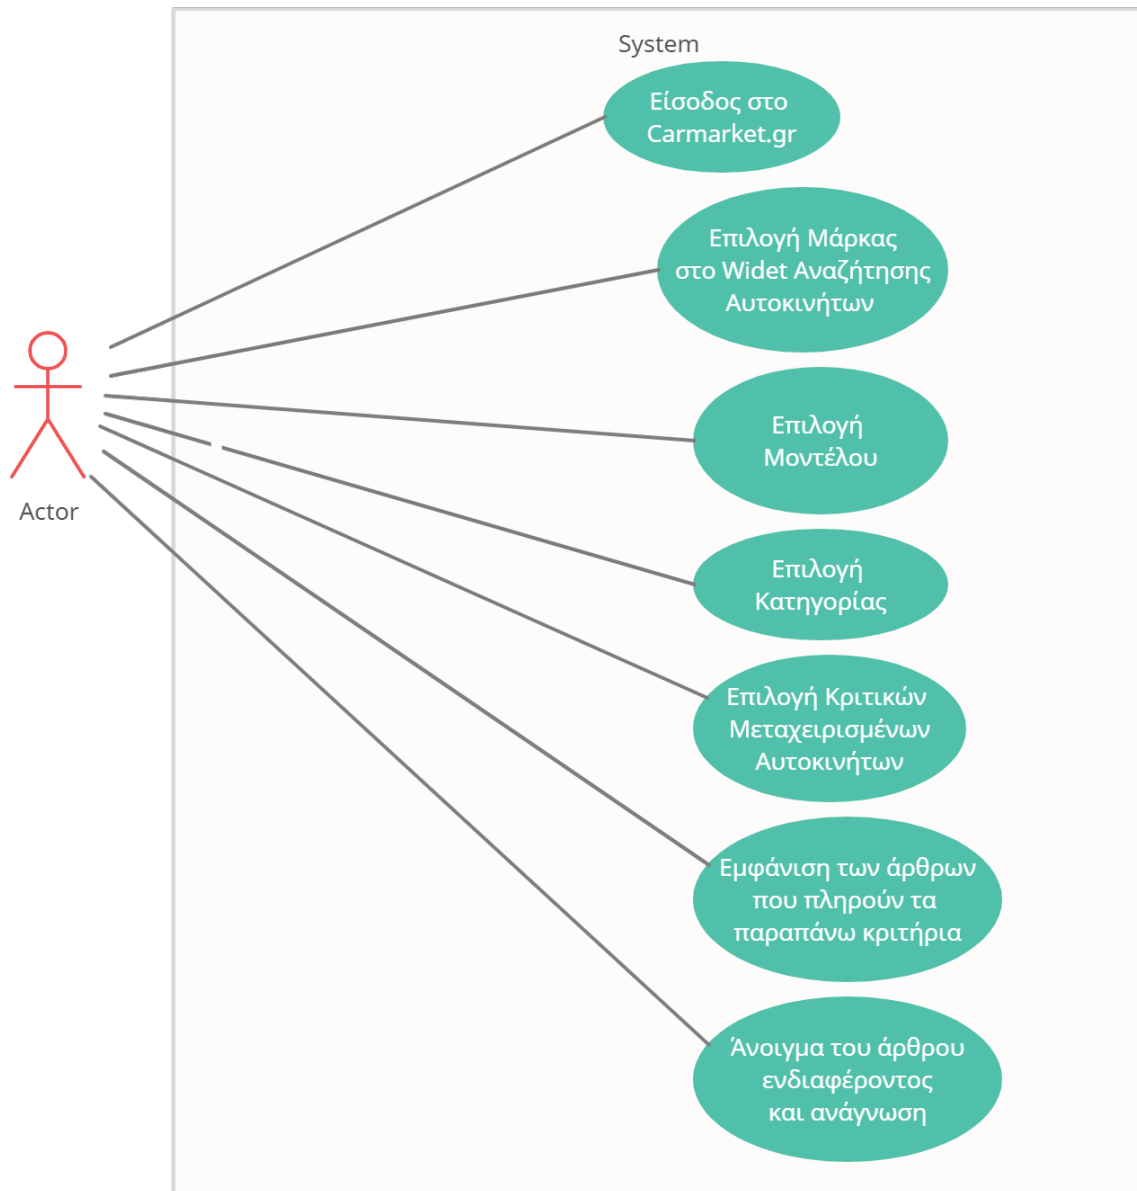 System
Είσοδος στο
Carmarket.gr
Επιλογή Μάρκας
στο Widet Αναζήτησης
Αυτοκινήτων
Επιλογή
Μοντέλου
Actor
Επιλογή
Κατηγορίας
Επιλογή Κριτικών
Μεταχειρισμένων
Αυτοκινήτων
Εμφάνιση των άρθρων
που πληρούν τα
παραπάνω κριτήρια
Άνοιγμα του άρθρου
ενδιαφέροντος
και ανάγνωση